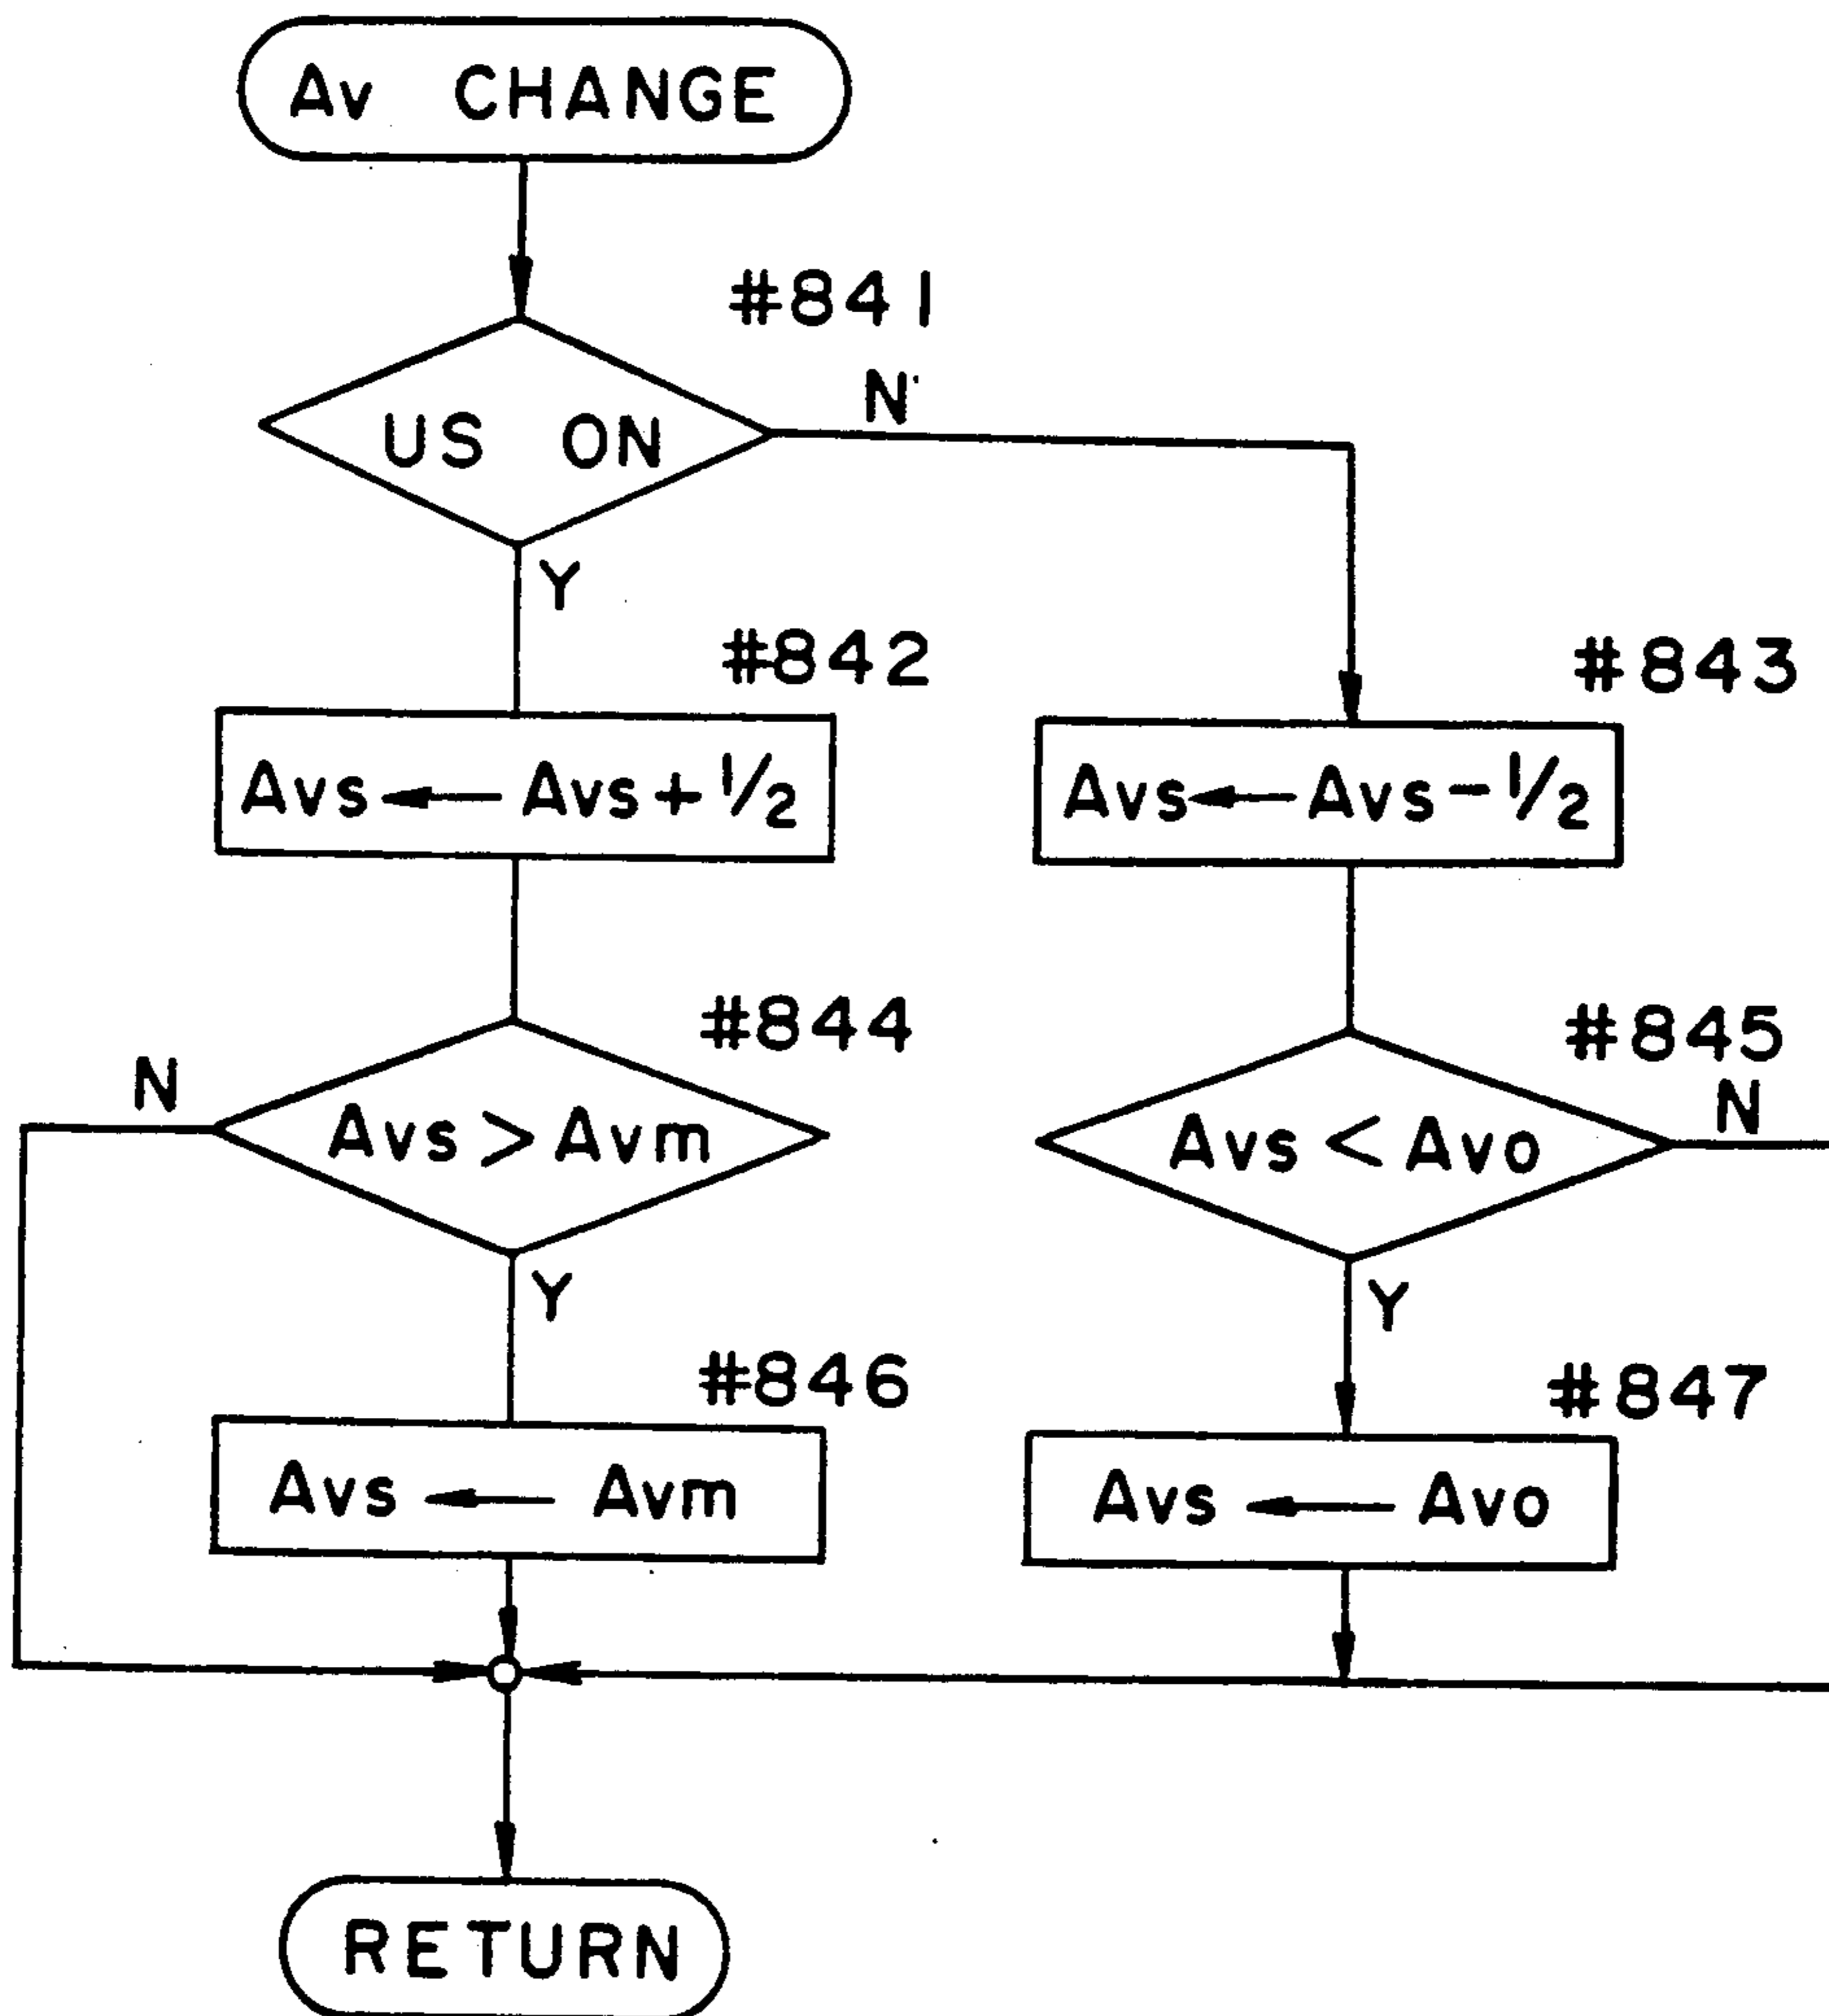 Av CHANGE
#841
US ON
N
Y
#842
#843
Avs ← Avs + 1/2
Avs ← Avs - 1/2
#844
#845
N
Avs > Avm
Avs < Avo
N
Y
Y
#846
#847
Avs ← Avm
Avs ← Avo
RETURN